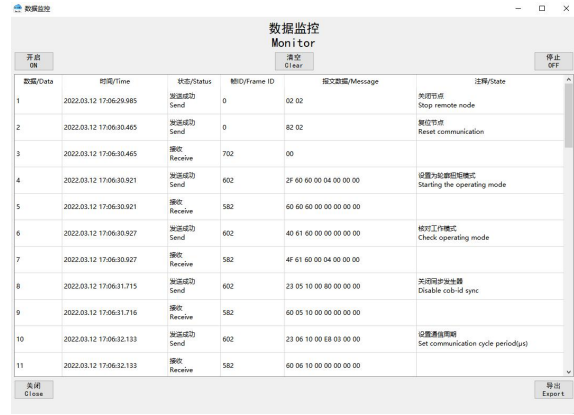 数据监控
数据监控
Monitor
开启
ON
清空
Clear
停止
OFF
数据/Data 时间/Time 状态/Status 帧ID/Frame ID 报文数据/Message 注释/State
1 2022.03.12 17:06:29.985 发送成功 Send 0 02 02 关闭节点 Stop remote node
2 2022.03.12 17:06:30.465 发送成功 Send 0 82 02 复位节点 Reset communication
3 2022.03.12 17:06:30.465 接收 Receive 702 00
4 2022.03.12 17:06:30.921 发送成功 Send 602 2F 60 60 00 04 00 00 00 设置为轮廓扭矩模式 Starting the operating mode
5 2022.03.12 17:06:30.921 接收 Receive 582 60 60 60 00 00 00 00 00
6 2022.03.12 17:06:30.927 发送成功 Send 602 40 61 60 00 00 00 00 00 核对工作模式 Check operating mode
7 2022.03.12 17:06:30.927 接收 Receive 582 4F 61 60 00 04 00 00 00
8 2022.03.12 17:06:31.715 发送成功 Send 602 23 05 10 00 80 00 00 00 关闭同步发生器 Disable cob-id sync
9 2022.03.12 17:06:31.716 接收 Receive 582 60 05 10 00 00 00 00 00
10 2022.03.12 17:06:32.133 发送成功 Send 602 23 06 10 00 E8 03 00 00 设置通信周期 Set communication cycle period(μs)
11 2022.03.12 17:06:32.133 接收 Receive 582 60 06 10 00 00 00 00 00
关闭
Close
导出
Export